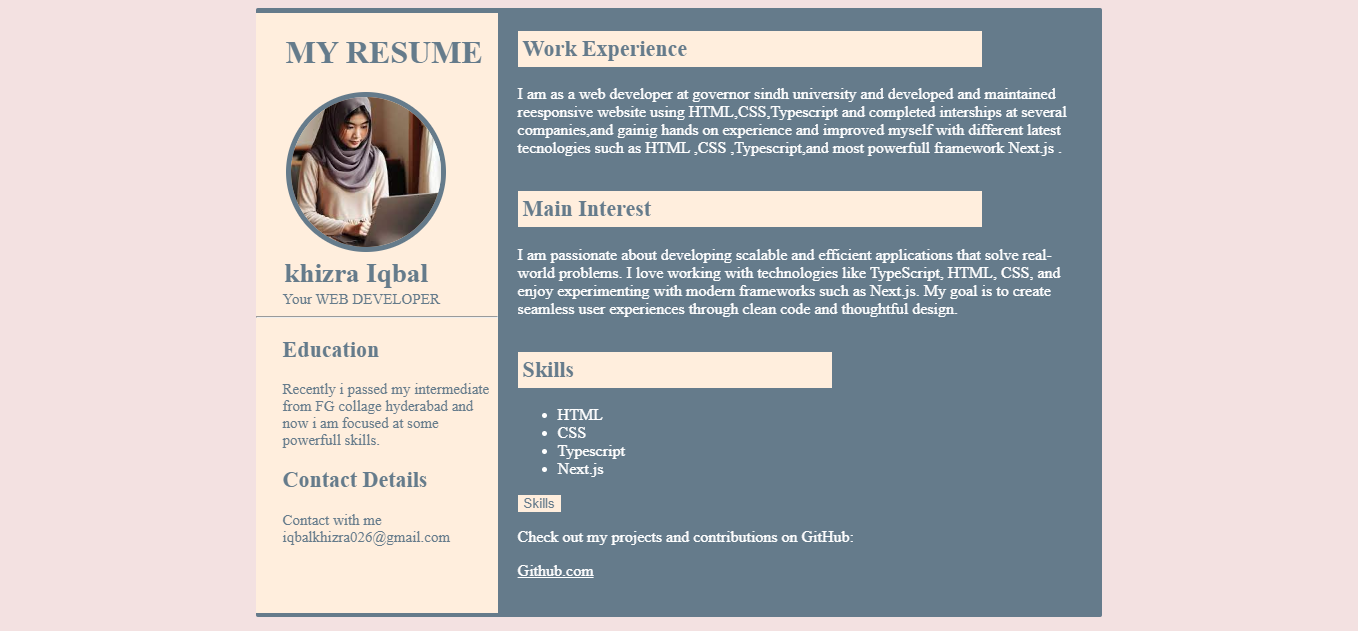 MY RESUME
khizra Iqbal
Your WEB DEVELOPER
Education
Recently i passed my intermediate
from FG collage hyderabad and
now i am focused at some
powerfull skills.
Contact Details
Contact with me
iqbalkhizra026@gmail.com
Work Experience
I am as a web developer at governor sindh university and developed and maintained
reesponsive website using HTML,CSS,Typescript and completed interships at several
companies,and gainig hands on experience and improved myself with different latest
tecnologies such as HTML ,CSS ,Typescript,and most powerfull framework Next.js .
Main Interest
I am passionate about developing scalable and efficient applications that solve real-
world problems. I love working with technologies like TypeScript, HTML, CSS, and
enjoy experimenting with modern frameworks such as Next.js. My goal is to create
seamless user experiences through clean code and thoughtful design.
Skills
• HTML
• CSS
• Typescript
• Next.js
Skills
Check out my projects and contributions on GitHub:
Github.com